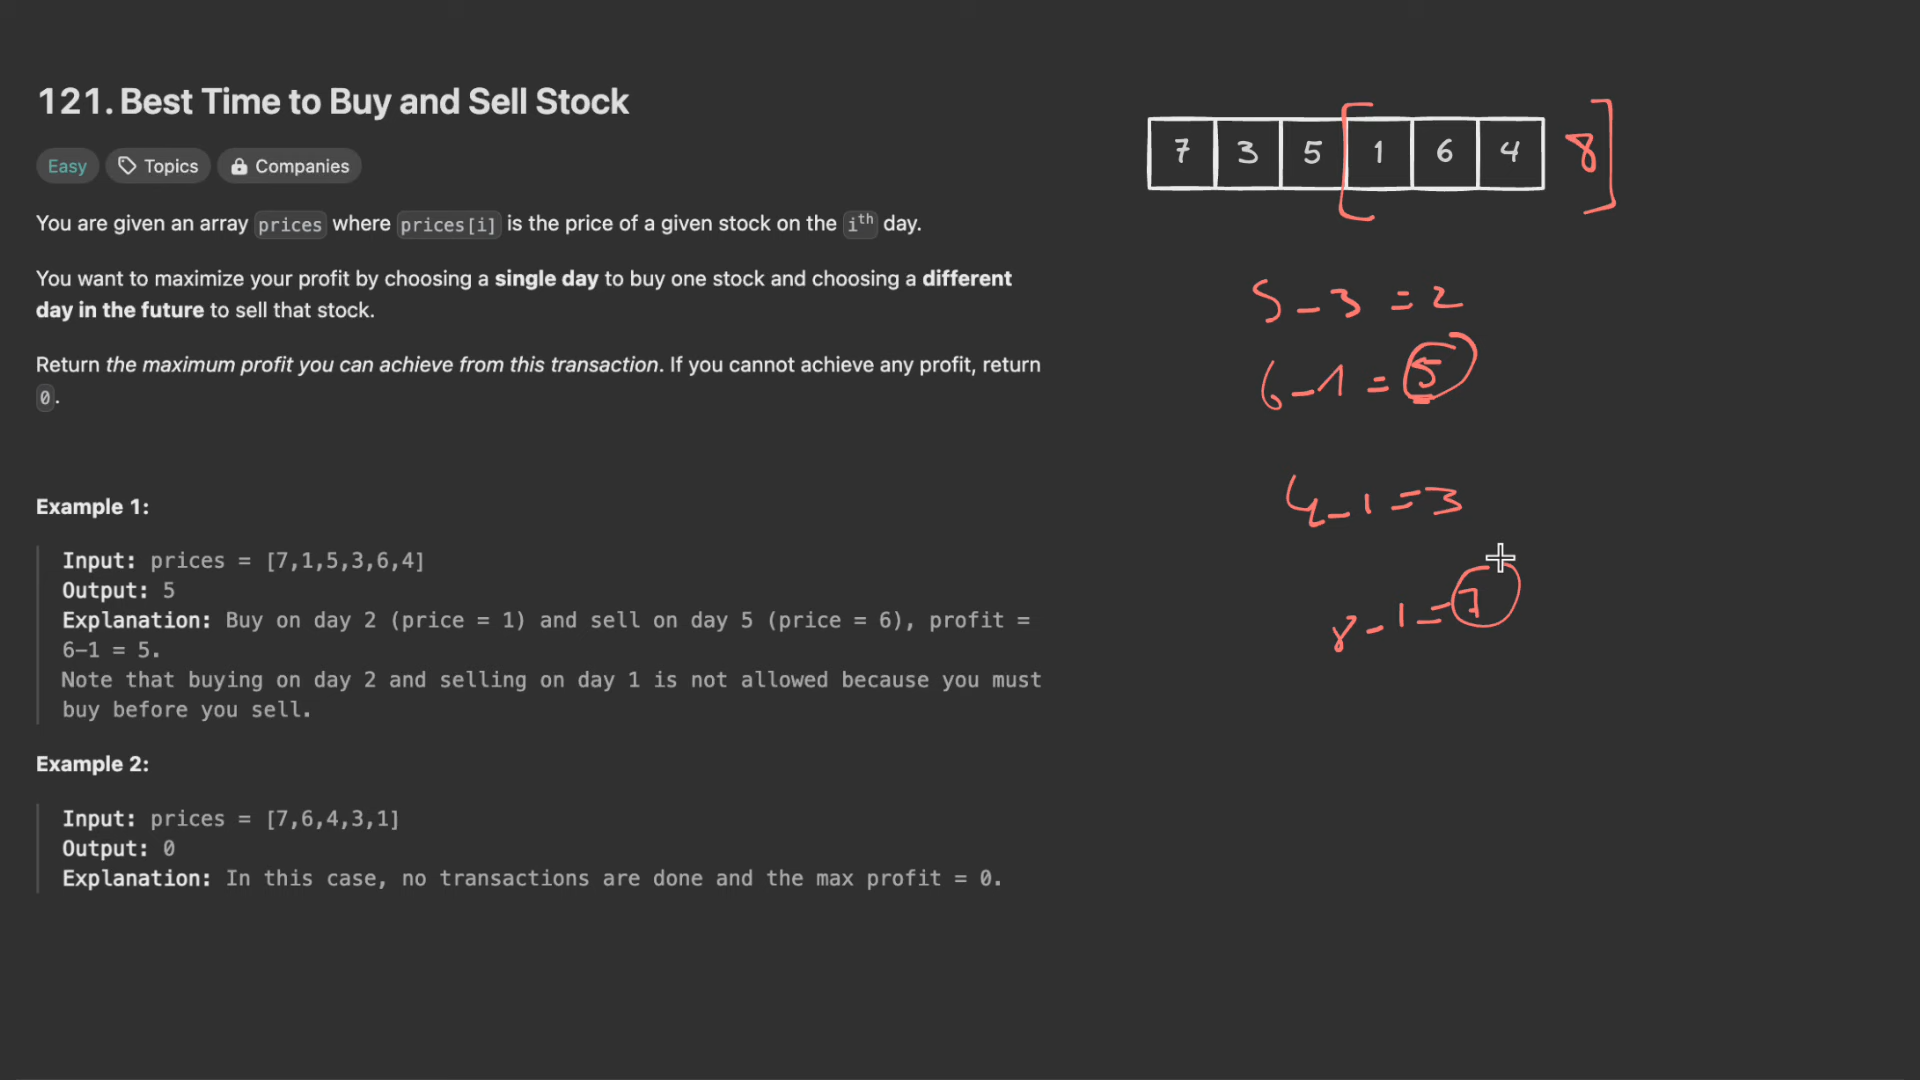 121. Best Time to Buy and Sell Stock
Easy Topics Companies
You are given an array prices where prices[i] is the price of a given stock on the ith day.
You want to maximize your profit by choosing a single day to buy one stock and choosing a different
day in the future to sell that stock.
Return the maximum profit you can achieve from this transaction. If you cannot achieve any profit, return
0.
Example 1:
Input: prices = [7,1,5,3,6,4]
Output: 5
Explanation: Buy on day 2 (price = 1) and sell on day 5 (price = 6), profit =
6-1 = 5.
Note that buying on day 2 and selling on day 1 is not allowed because you must
buy before you sell.
Example 2:
Input: prices = [7,6,4,3,1]
Output: 0
Explanation: In this case, no transactions are done and the max profit = 0.
7 3 5 [ 1 6 4 8 ]
5 - 3 = 2
6 - 1 = 5
4 - 1 = 3
8 - 1 = 7